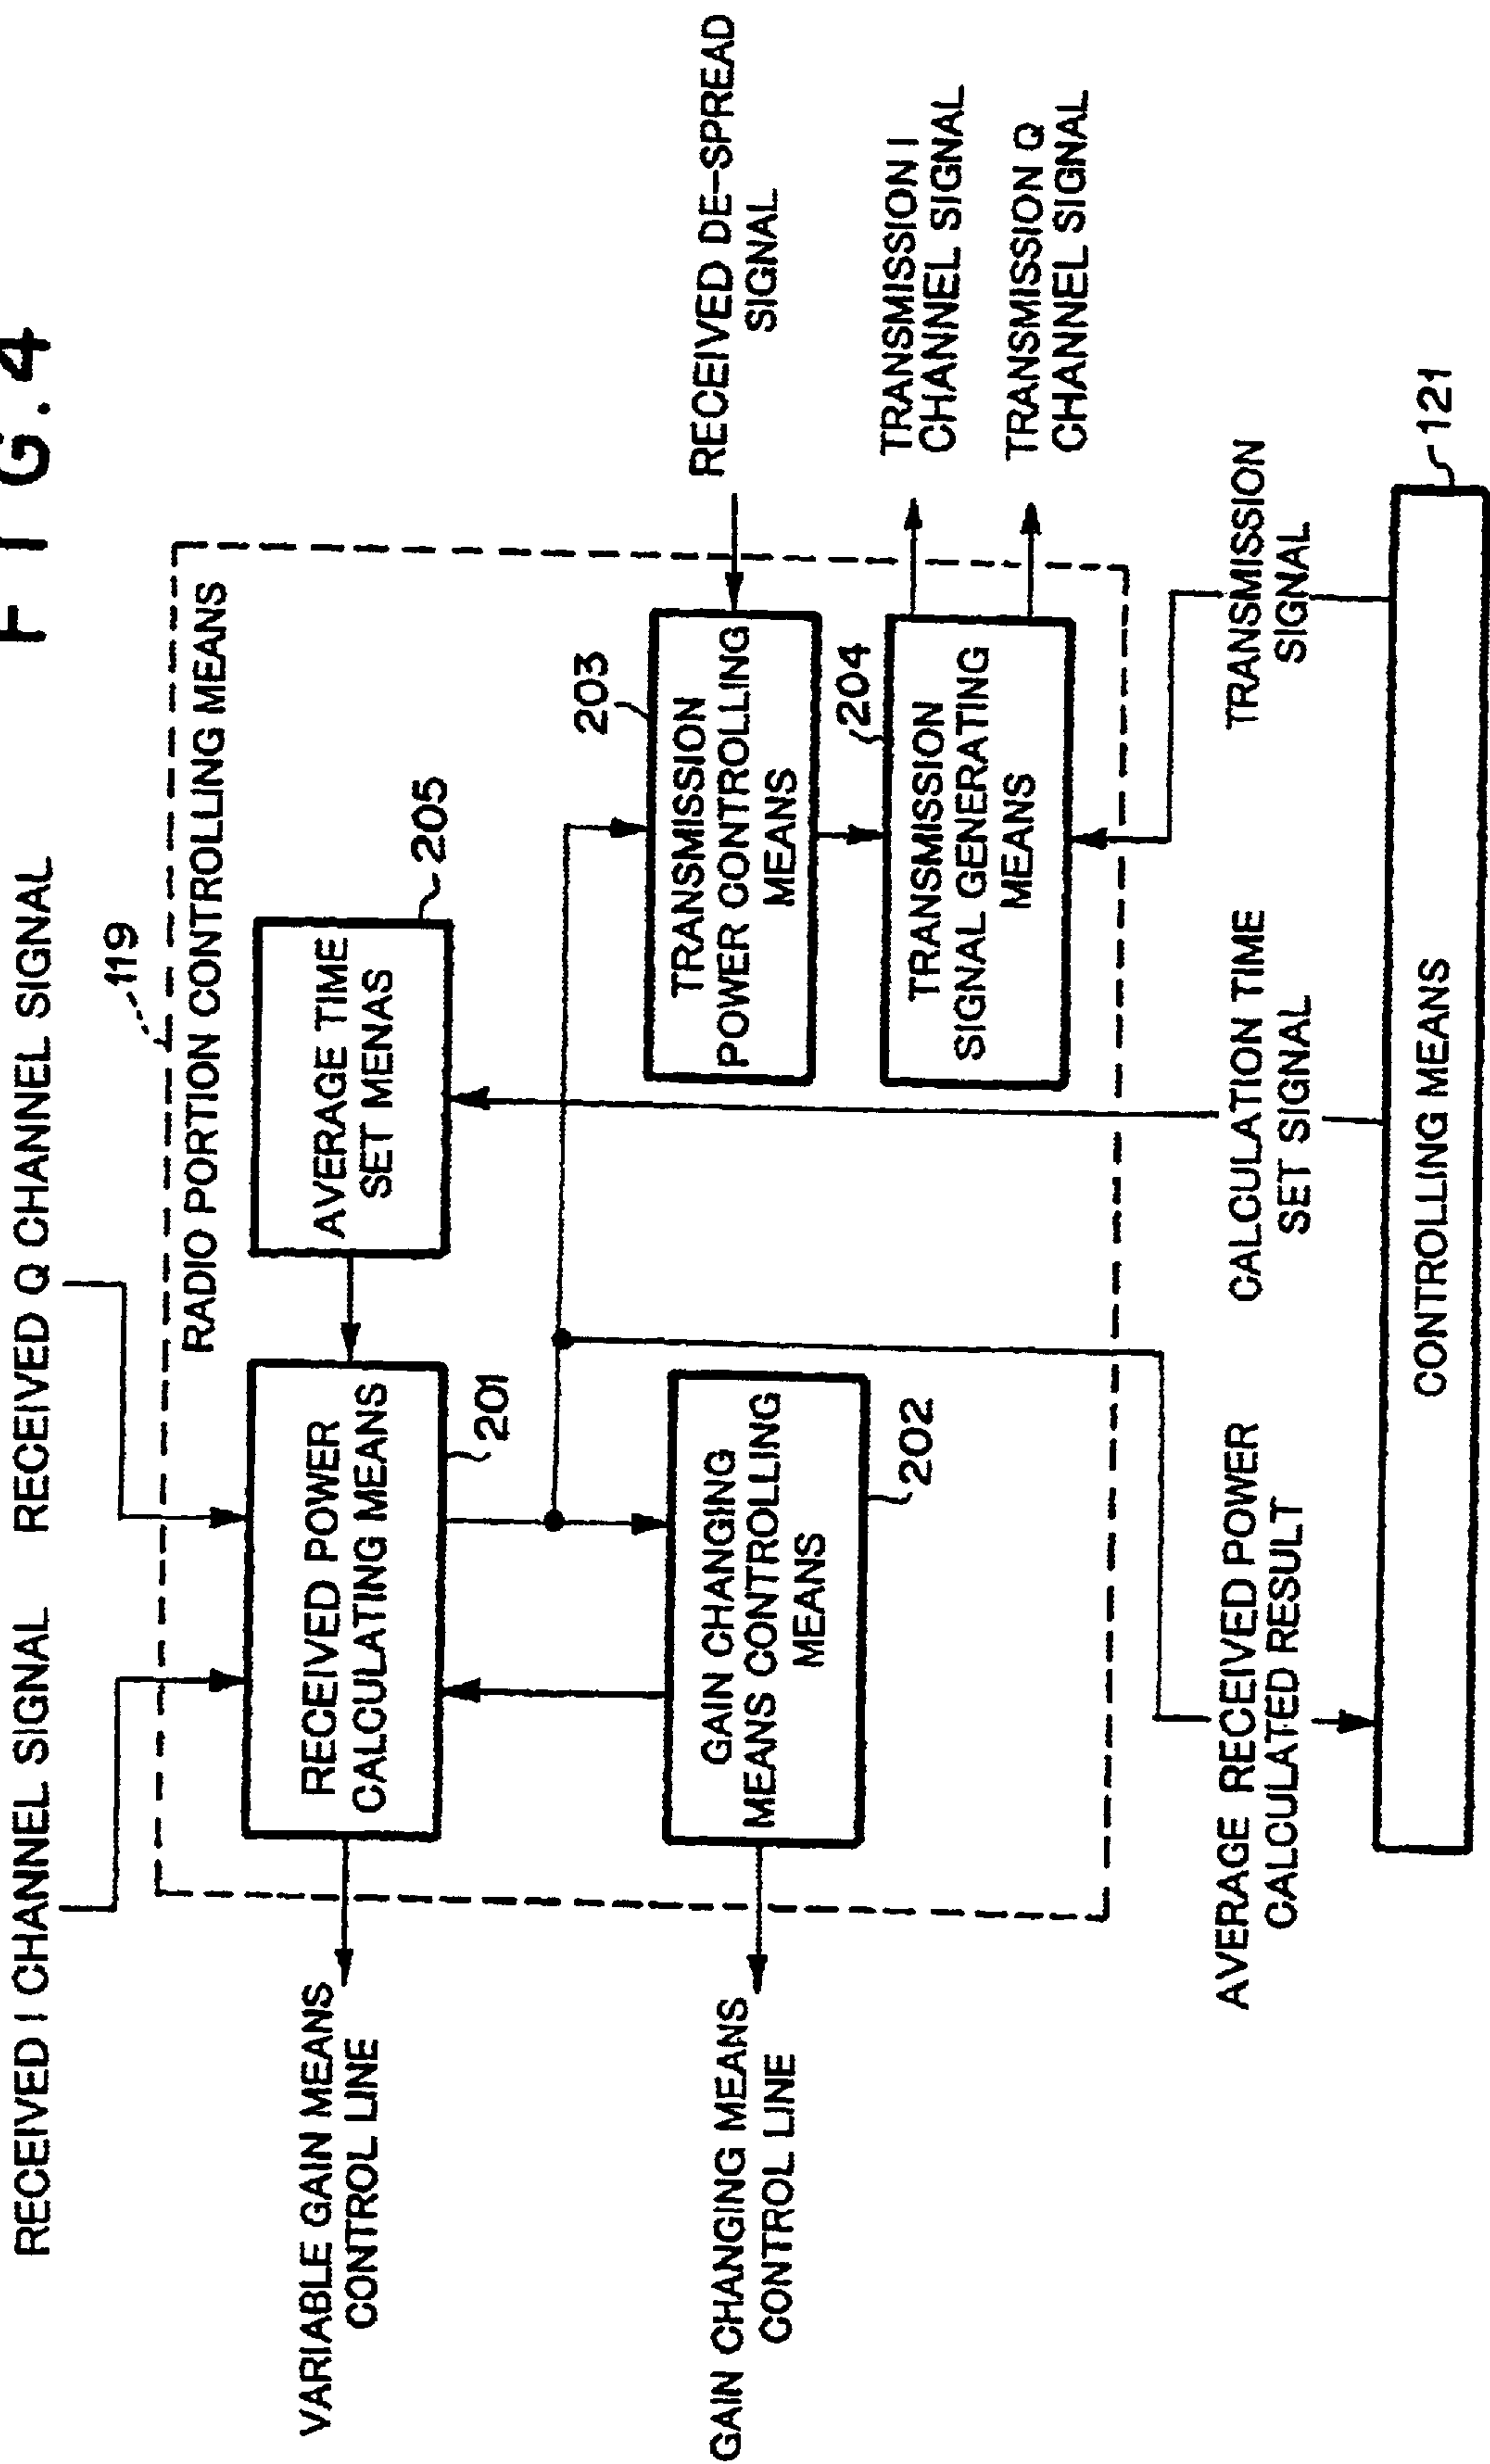 FIG. 4
RECEIVED I CHANNEL SIGNAL
RECEIVED Q CHANNEL SIGNAL
119
RADIO PORTION CONTROLLING MEANS
VARIABLE GAIN MEANS
CONTROL LINE
RECEIVED POWER
CALCULATING MEANS
201
AVERAGE TIME
SET MENAS
205
GAIN CHANGING MEANS
CONTROL LINE
GAIN CHANGING
MEANS CONTROLLING
MEANS
202
203
TRANSMISSION
POWER CONTROLLING
MEANS
RECEIVED DE-SPREAD
SIGNAL
204
TRANSMISSION
SIGNAL GENERATING
MEANS
TRANSMISSION I
CHANNEL SIGNAL
TRANSMISSION Q
CHANNEL SIGNAL
AVERAGE RECEIVED POWER
CALCULATED RESULT
CALCULATION TIME
SET SIGNAL
TRANSMISSION
SIGNAL
CONTROLLING MEANS
121